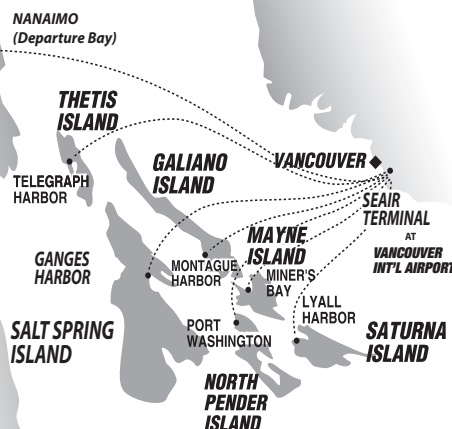 NANAIMO
(Departure Bay)
THETIS
ISLAND
GALIANO
ISLAND
VANCOUVER
TELEGRAPH
HARBOR
SEAIR
TERMINAL
AT
VANCOUVER
INT'L AIRPORT
MAYNE
ISLAND
GANGES
HARBOR
MONTAGUE
HARBOR
MINER'S
BAY
LYALL
HARBOR
SALT SPRING
ISLAND
PORT
WASHINGTON
SATURNA
ISLAND
NORTH
PENDER
ISLAND